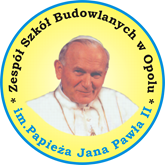 * Zespół Szkół Budowlanych w Opolu *
im. Papieża Jana Pawła II